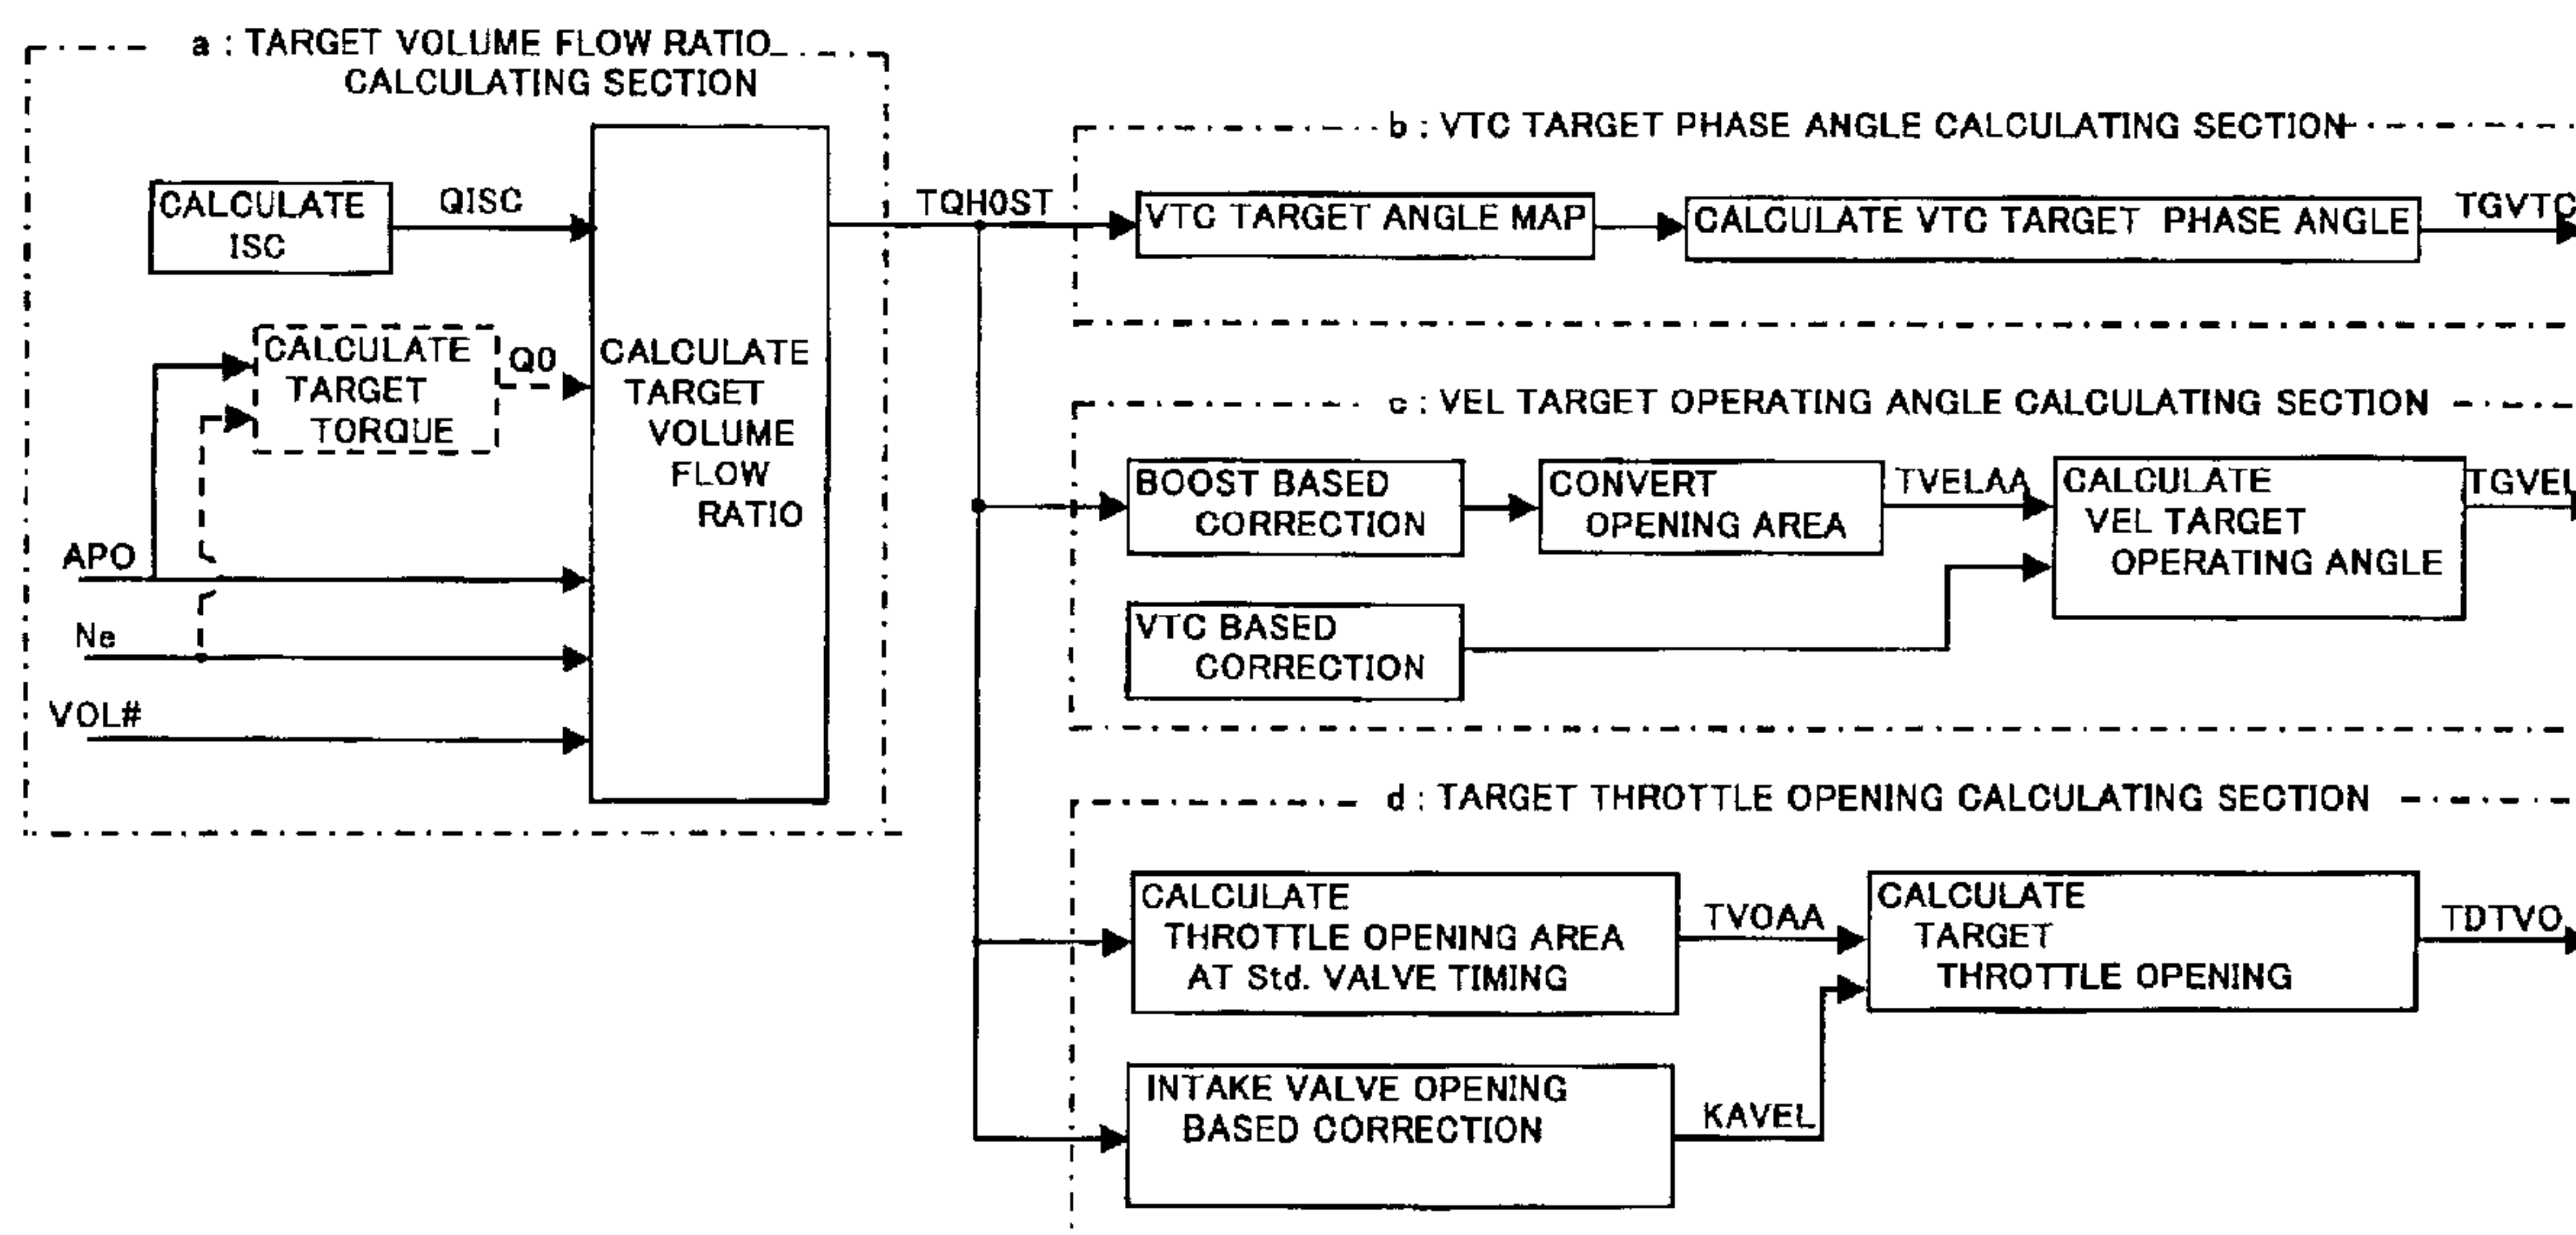 a : TARGET VOLUME FLOW RATIO
CALCULATING SECTION
CALCULATE
ISC
QISC
CALCULATE
TARGET
TORQUE
Q0
CALCULATE
TARGET
VOLUME
FLOW
RATIO
APO
Ne
VOL#
TQH0ST
b : VTC TARGET PHASE ANGLE CALCULATING SECTION
VTC TARGET ANGLE MAP
CALCULATE VTC TARGET PHASE ANGLE
TGVTC
c : VEL TARGET OPERATING ANGLE CALCULATING SECTION
BOOST BASED
CORRECTION
CONVERT
OPENING AREA
TVELAA
CALCULATE
VEL TARGET
OPERATING ANGLE
TGVEL
VTC BASED
CORRECTION
d : TARGET THROTTLE OPENING CALCULATING SECTION
CALCULATE
THROTTLE OPENING AREA
AT Std. VALVE TIMING
TVOAA
CALCULATE
TARGET
THROTTLE OPENING
TDTVO
INTAKE VALVE OPENING
BASED CORRECTION
KAVEL